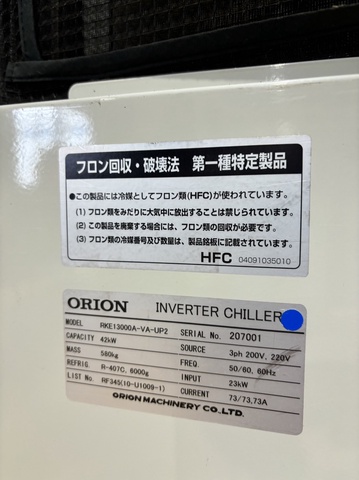 フロン回収・破壊法 第一種特定製品
●この製品には冷媒としてフロン類(HFC)が使われています。
(1) フロン類をみだりに大気中に放出することは禁じられています。
(2) この製品を廃棄する場合には、フロン類の回収が必要です。
(3) フロン類の冷媒番号及び数量は、製品銘板に記載されています。
HFC 04091035010
ORION INVERTER CHILLER
MODEL RKE13000A-VA-UP2 SERIAL No. 207001
CAPACITY 42kW SOURCE 3ph 200V, 220V
MASS 580kg FREQ. 50/60, 60Hz
REFRIG. R-407C, 6000g INPUT 23kW
LIST No. RF345(10-U1009-1) CURRENT 73/73,73A
ORION MACHINERY CO.,LTD.